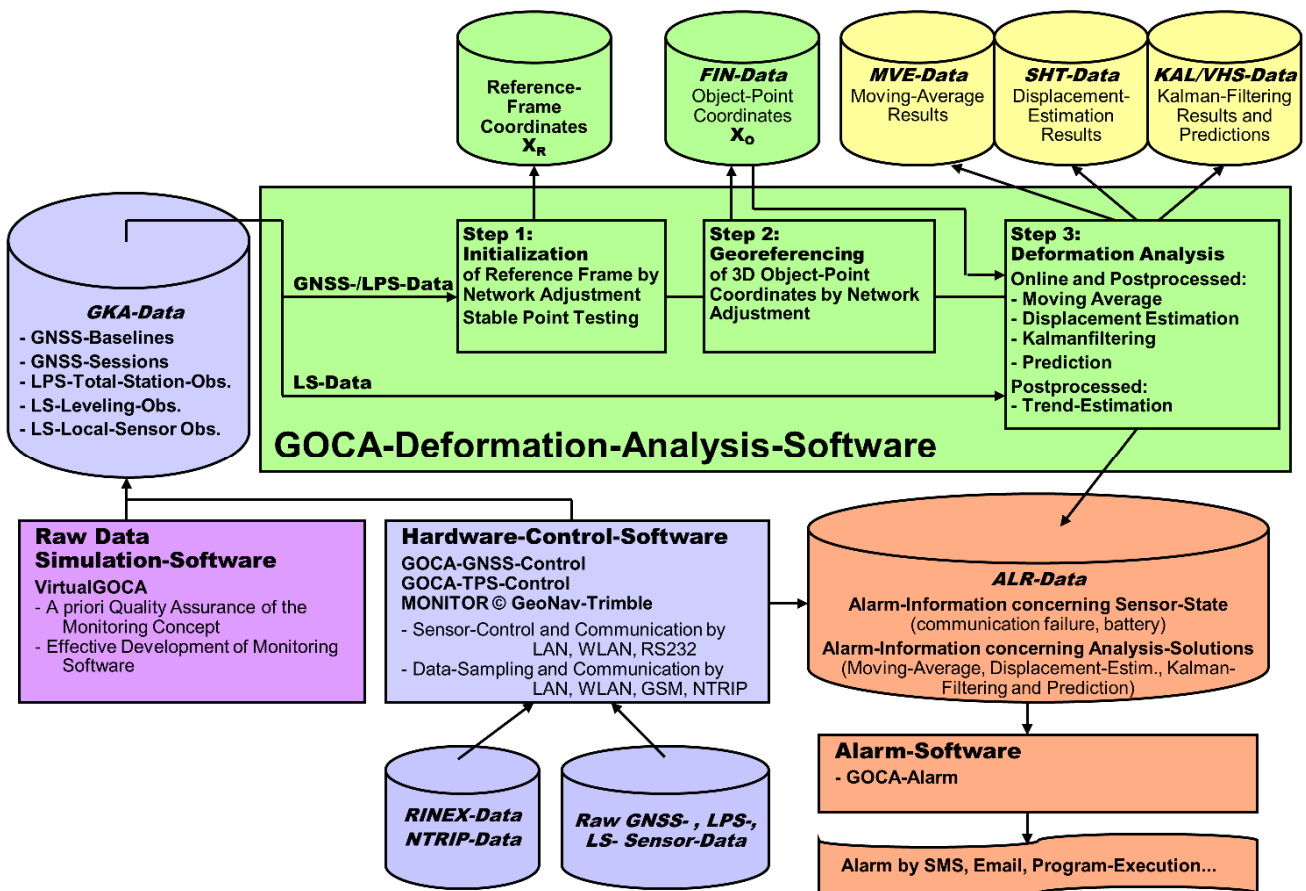 Reference-
Frame
Coordinates
XR
FIN-Data
Object-Point
Coordinates
XO
MVE-Data
Moving-Average
Results
SHT-Data
Displacement-
Estimation
Results
KAL/VHS-Data
Kalman-Filtering
Results and
Predictions
GKA-Data
- GNSS-Baselines
- GNSS-Sessions
- LPS-Total-Station-Obs.
- LS-Leveling-Obs.
- LS-Local-Sensor Obs.
GNSS-/LPS-Data
LS-Data
Step 1:
Initialization
of Reference Frame by
Network Adjustment
Stable Point Testing
Step 2:
Georeferencing
of 3D Object-Point
Coordinates by Network
Adjustment
Step 3:
Deformation Analysis
Online and Postprocessed:
- Moving Average
- Displacement Estimation
- Kalmanfiltering
- Prediction
Postprocessed:
- Trend-Estimation
GOCA-Deformation-Analysis-Software
Raw Data
Simulation-Software
VirtualGOCA
- A priori Quality Assurance of the
Monitoring Concept
- Effective Development of Monitoring
Software
Hardware-Control-Software
GOCA-GNSS-Control
GOCA-TPS-Control
MONITOR © GeoNav-Trimble
- Sensor-Control and Communication by
LAN, WLAN, RS232
- Data-Sampling and Communication by
LAN, WLAN, GSM, NTRIP
RINEX-Data
NTRIP-Data
Raw GNSS- , LPS-,
LS- Sensor-Data
ALR-Data
Alarm-Information concerning Sensor-State
(communication failure, battery)
Alarm-Information concerning Analysis-Solutions
(Moving-Average, Displacement-Estim., Kalman-
Filtering and Prediction)
Alarm-Software
- GOCA-Alarm
Alarm by SMS, Email, Program-Execution...